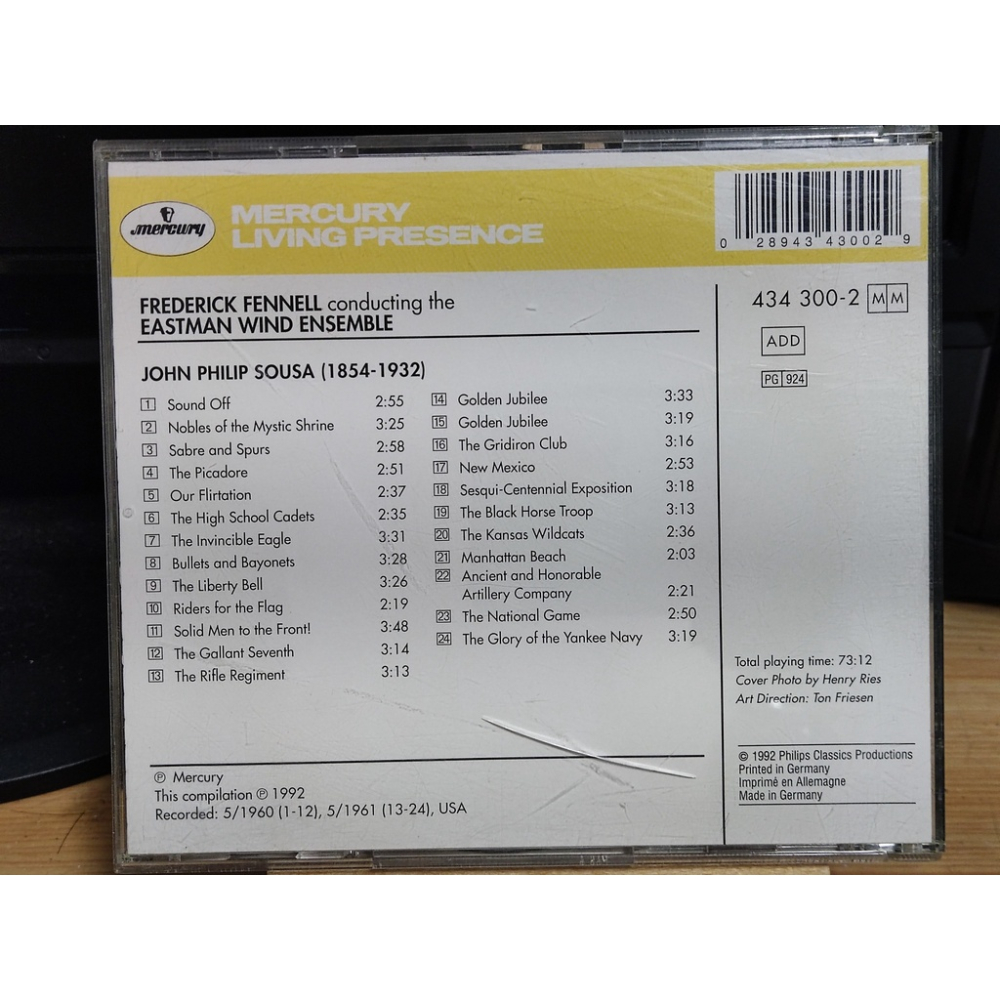 mercury
MERCURY
LIVING PRESENCE
0 28943 43002 9
FREDERICK FENNELL conducting the
EASTMAN WIND ENSEMBLE
434 300-2 M M
ADD
PG 924
JOHN PHILIP SOUSA (1854-1932)
1 Sound Off 2:55
2 Nobles of the Mystic Shrine 3:25
3 Sabre and Spurs 2:58
4 The Picadore 2:51
5 Our Flirtation 2:37
6 The High School Cadets 2:35
7 The Invincible Eagle 3:31
8 Bullets and Bayonets 3:28
9 The Liberty Bell 3:26
10 Riders for the Flag 2:19
11 Solid Men to the Front! 3:48
12 The Gallant Seventh 3:14
13 The Rifle Regiment 3:13
14 Golden Jubilee 3:33
15 Golden Jubilee 3:19
16 The Gridiron Club 3:16
17 New Mexico 2:53
18 Sesqui-Centennial Exposition 3:18
19 The Black Horse Troop 3:13
20 The Kansas Wildcats 2:36
21 Manhattan Beach 2:03
22 Ancient and Honorable
Artillery Company 2:21
23 The National Game 2:50
24 The Glory of the Yankee Navy 3:19
Total playing time: 73:12
Cover Photo by Henry Ries
Art Direction: Ton Friesen
℗ Mercury
This compilation ℗ 1992
Recorded: 5/1960 (1-12), 5/1961 (13-24), USA
© 1992 Philips Classics Productions
Printed in Germany
Imprimé en Allemagne
Made in Germany